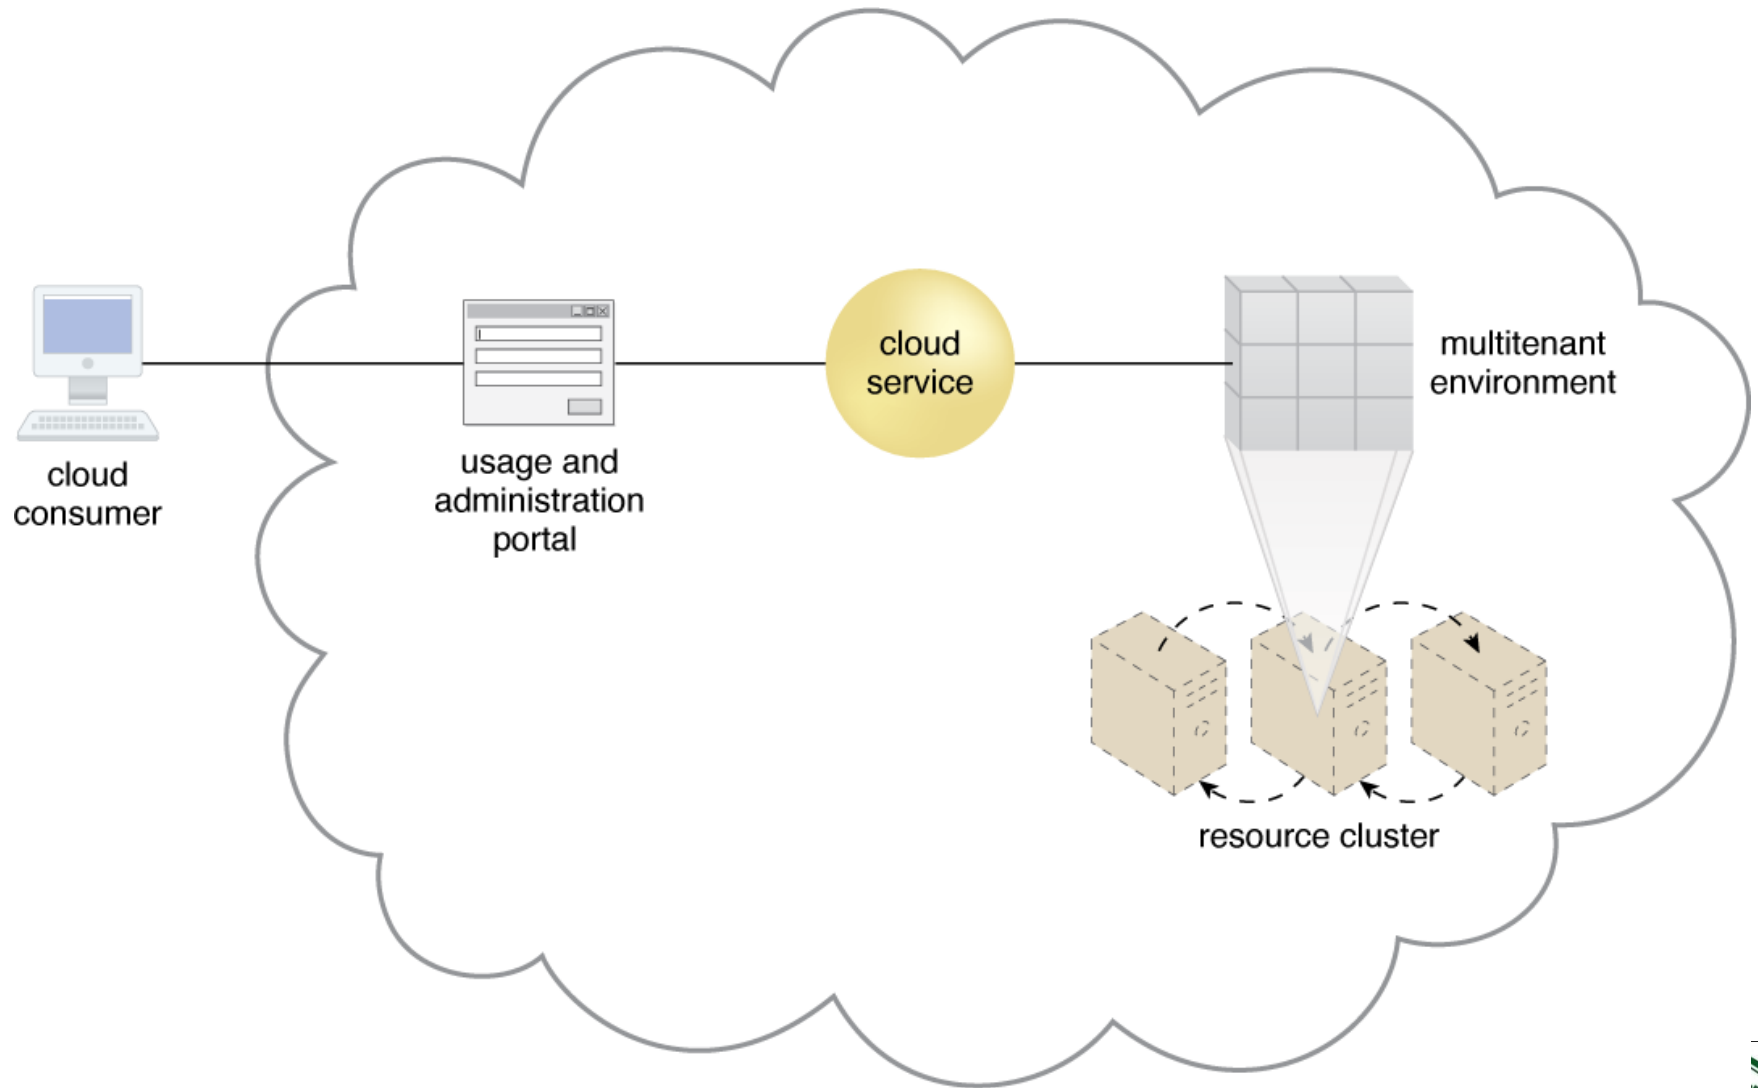 cloud
consumer
usage and
administration
portal
cloud
service
multitenant
environment
resource cluster